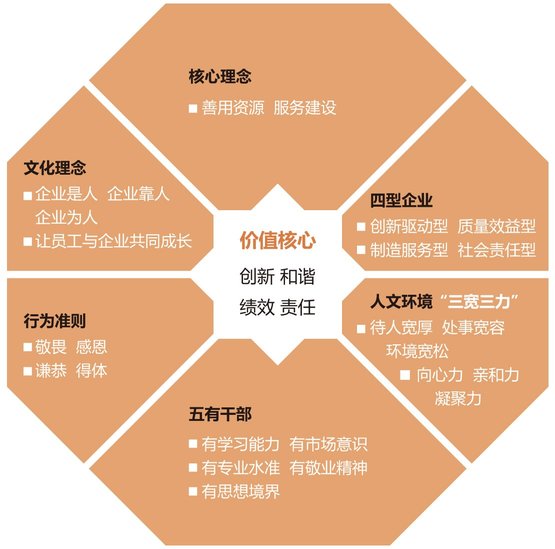 核心理念
善用资源 服务建设
文化理念
企业是人 企业靠人
企业为人
让员工与企业共同成长
四型企业
创新驱动型 质量效益型
制造服务型 社会责任型
价值核心
创新 和谐
绩效 责任
行为准则
敬畏 感恩
谦恭 得体
人文环境“三宽三力”
待人宽厚 处事宽容
环境宽松
向心力 亲和力
凝聚力
五有干部
有学习能力 有市场意识
有专业水准 有敬业精神
有思想境界